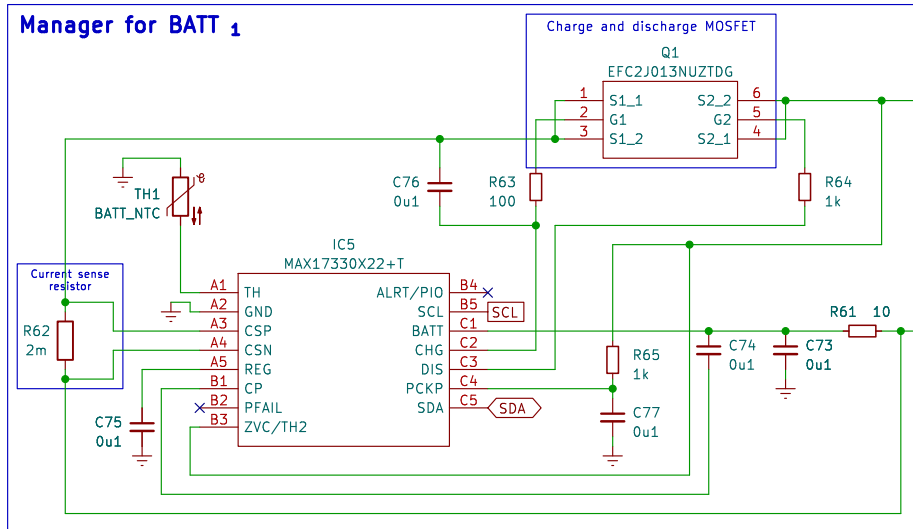 Manager for BATT 1
Charge and discharge MOSFET
Q1
EFC2J013NUZTDG
1 S1_1 S2_2 6
2 G1 G2 5
3 S1_2 S2_1 4
TH1
BATT_NTC
C76
0u1
R63
100
R64
1k
IC5
MAX17330X22+T
Current sense
resistor
R62
2m
A1 TH ALRT/PIO B4
A2 GND SCL B5 SCL
A3 CSP BATT C1
A4 CSN CHG C2
A5 REG DIS C3
B1 CP PCKP C4
B2 PFAIL SDA C5 SDA
B3 ZVC/TH2
R61 10
R65
1k
C74
0u1
C73
0u1
C75
0u1
C77
0u1